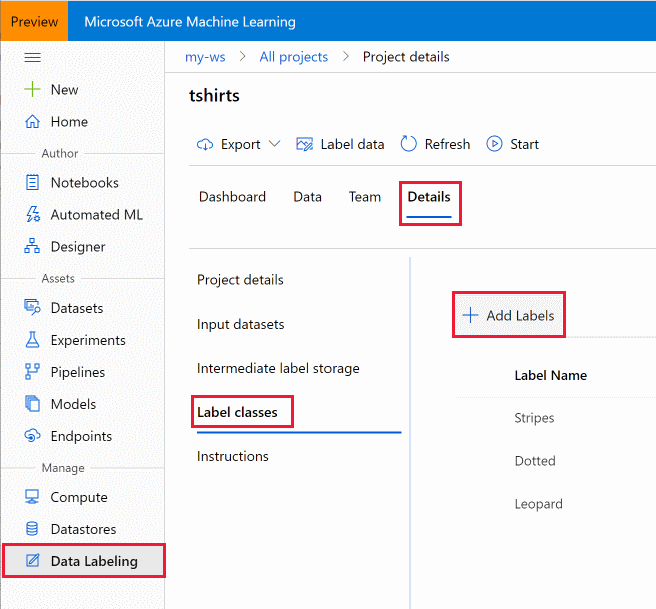 Preview
Microsoft Azure Machine Learning
my-ws > All projects > Project details
tshirts
Export
Label data
Refresh
Start
Dashboard
Data
Team
Details
New
Home
Author
Notebooks
Automated ML
Designer
Assets
Datasets
Experiments
Pipelines
Models
Endpoints
Manage
Compute
Datastores
Data Labeling
Project details
Input datasets
Intermediate label storage
Label classes
Instructions
Add Labels
Label Name
Stripes
Dotted
Leopard